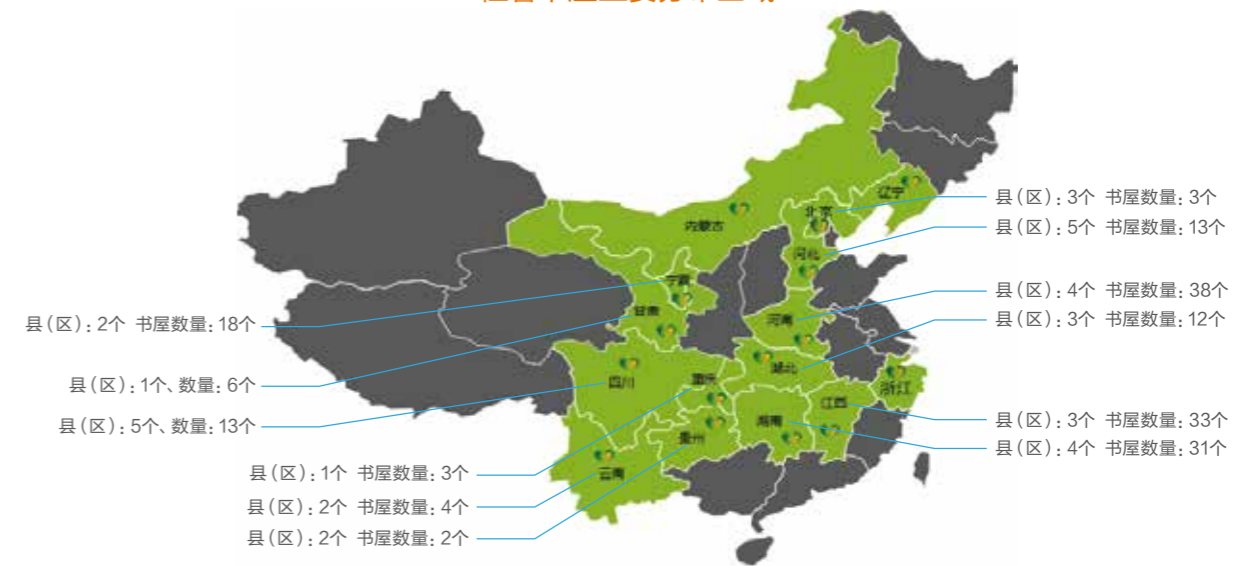 辽宁
县(区):3个 书屋数量:3个
北京
内蒙古
县(区):5个 书屋数量:13个
河北
宁夏
县(区):4个 书屋数量:38个
甘肃
河南
县(区):3个 书屋数量:12个
县(区):2个 书屋数量:18个
湖北
四川
重庆
浙江
县(区):1个、数量:6个
江西
县(区):3个 书屋数量:33个
县(区):5个、数量:13个
湖南
贵州
县(区):4个 书屋数量:31个
县(区):1个 书屋数量:3个
云南
县(区):2个 书屋数量:4个
县(区):2个 书屋数量:2个